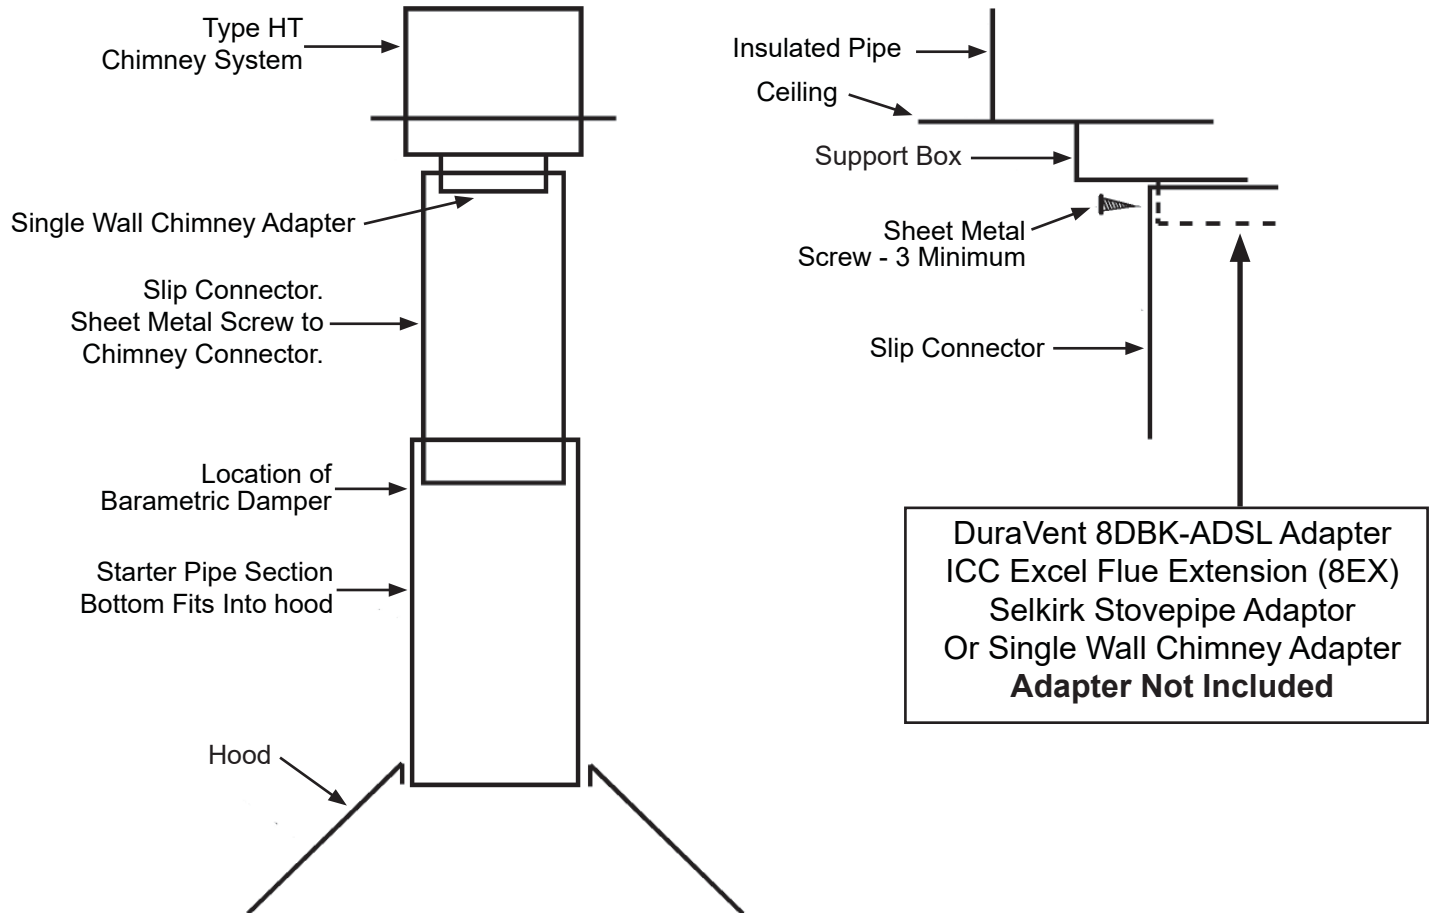 Type HT
Chimney System
Single Wall Chimney Adapter
Slip Connector.
Sheet Metal Screw to
Chimney Connector.
Location of
Barametric Damper
Starter Pipe Section
Bottom Fits Into hood
Hood
Insulated Pipe
Ceiling
Support Box
Sheet Metal
Screw - 3 Minimum
Slip Connector
DuraVent 8DBK-ADSL Adapter
ICC Excel Flue Extension (8EX)
Selkirk Stovepipe Adaptor
Or Single Wall Chimney Adapter
Adapter Not Included